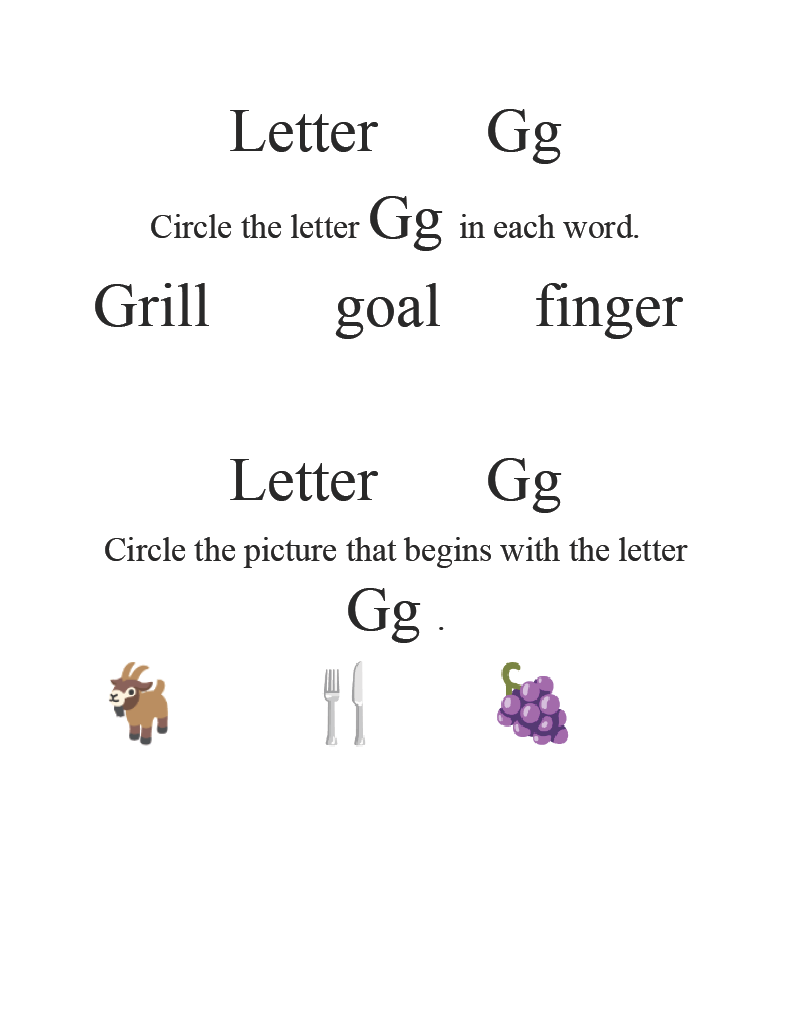 Letter Gg
Circle the letter Gg in each word.
Grill goal finger
Letter Gg
Circle the picture that begins with the letter
Gg .